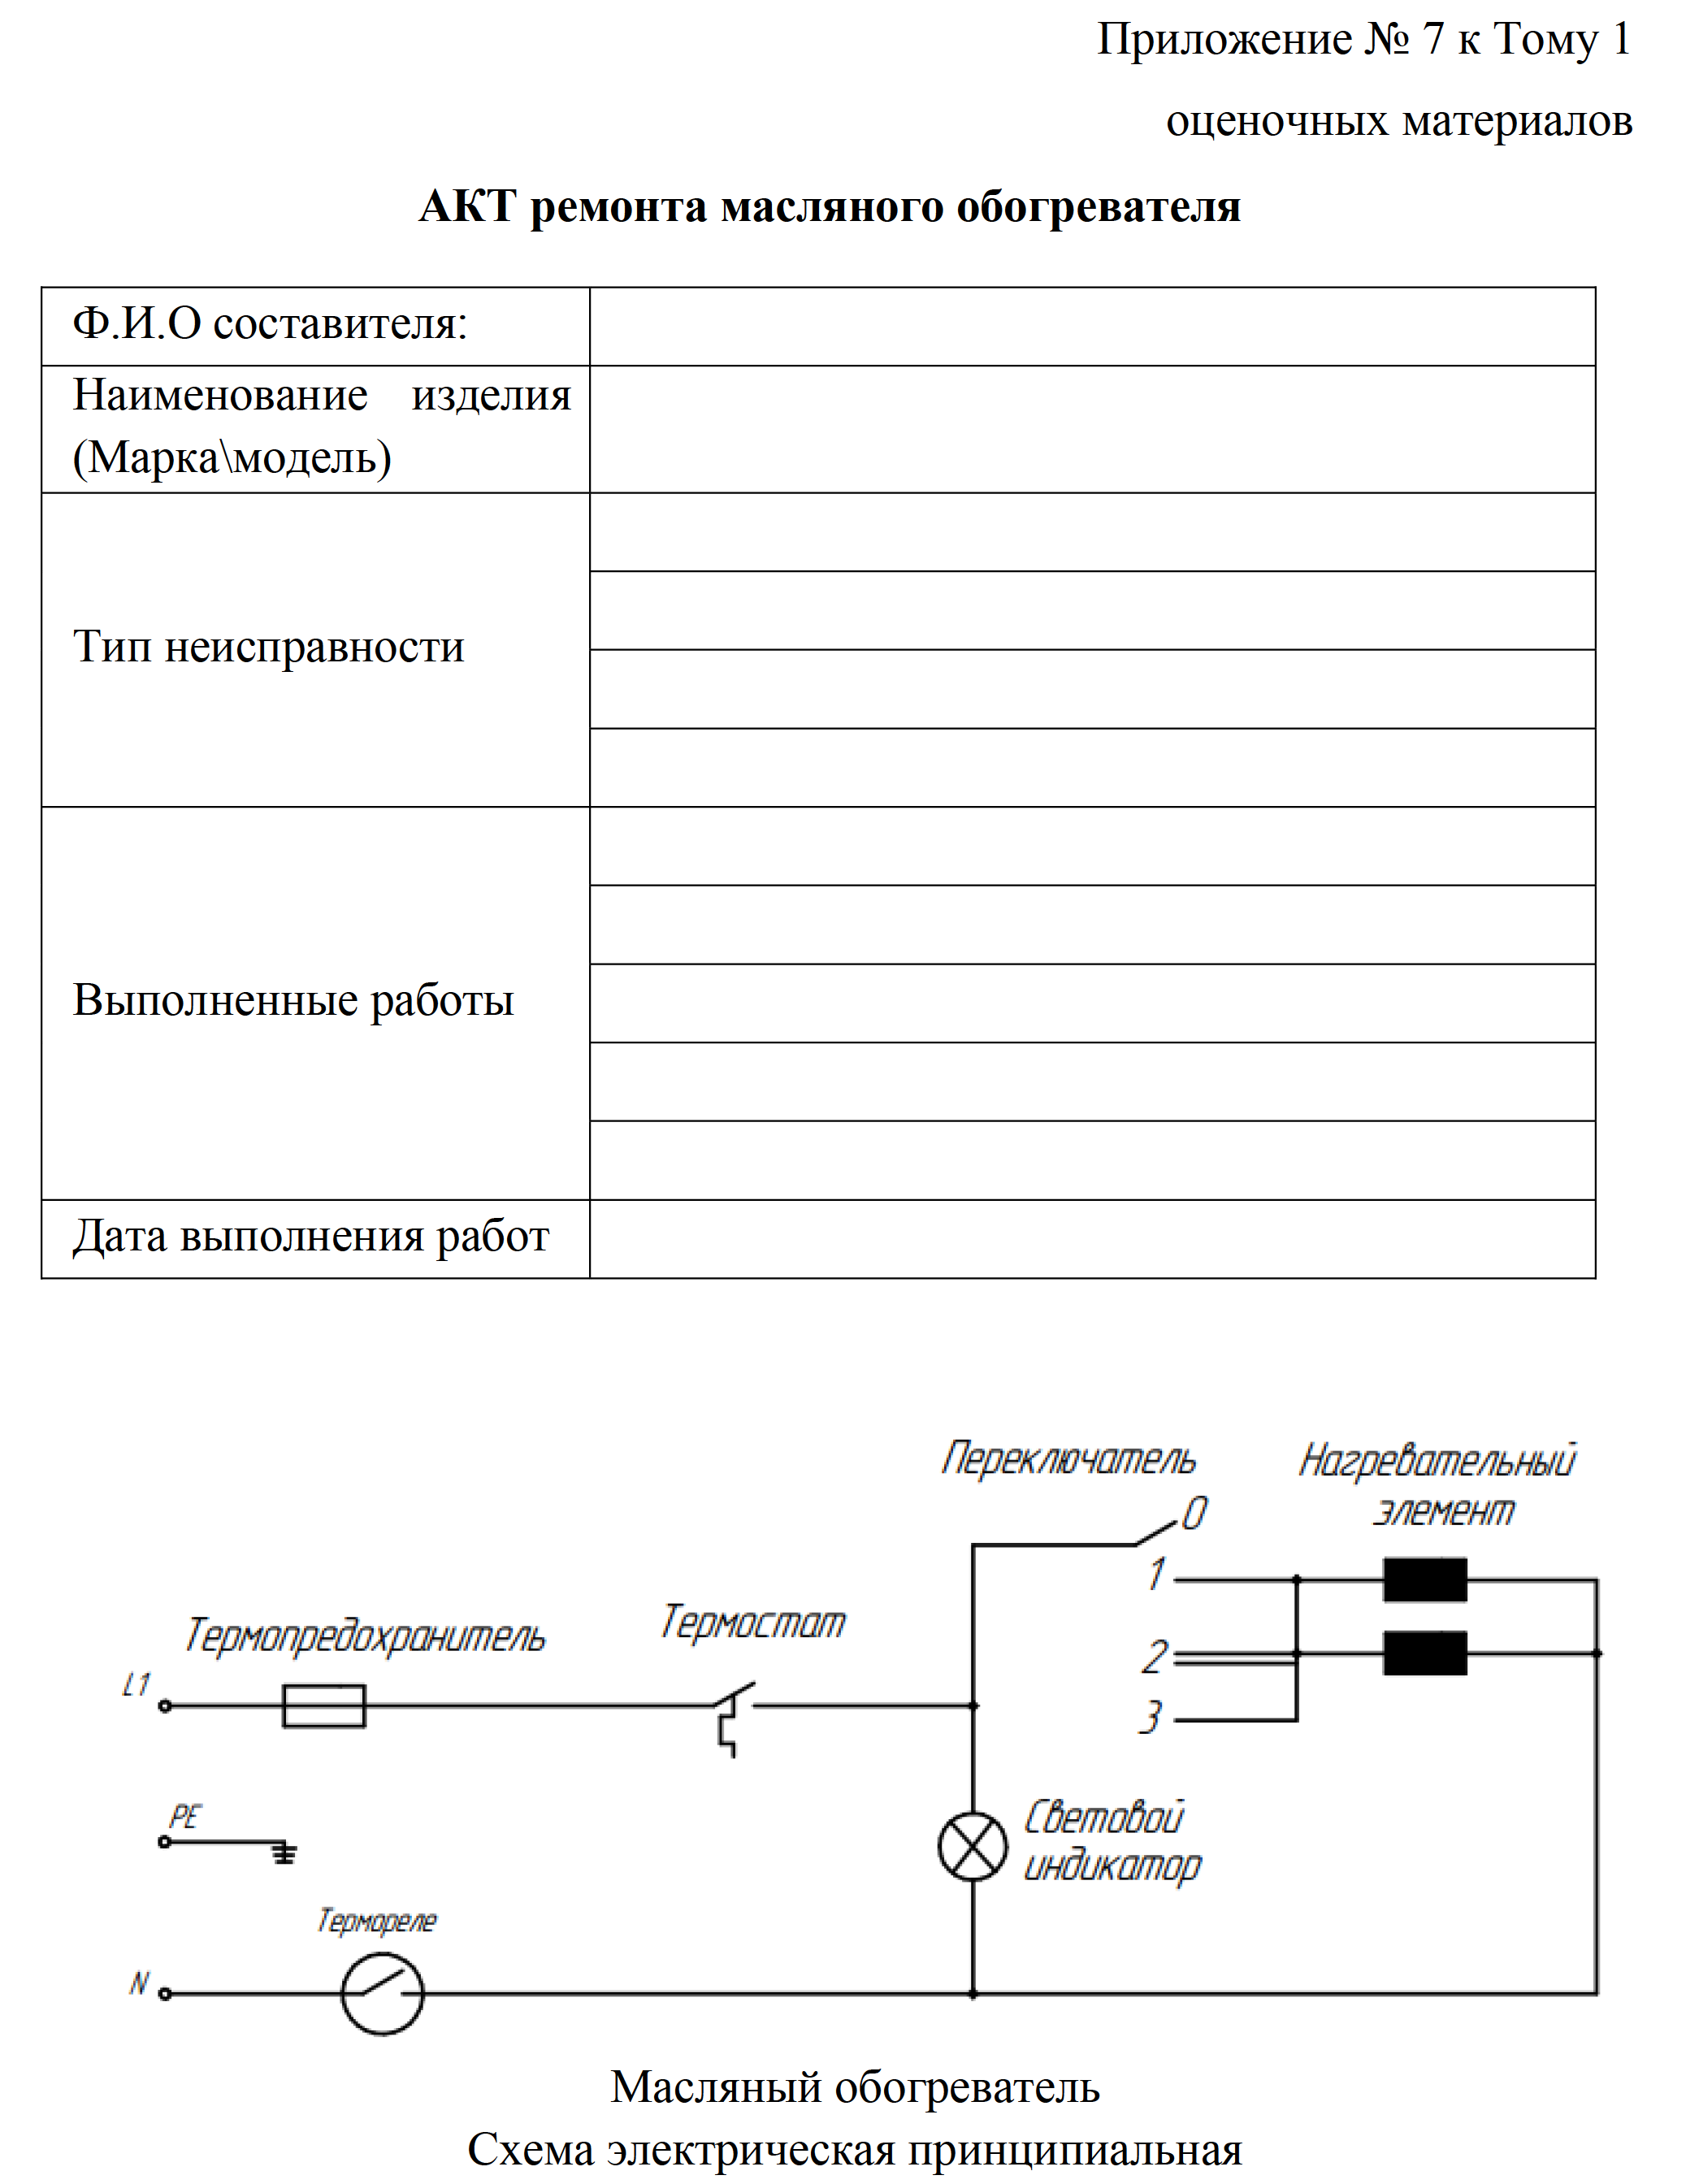 Приложение № 7 к Тому 1
оценочных материалов
АКТ ремонта масляного обогревателя
Ф.И.О составителя:
Наименование изделия
(Марка\модель)
Тип неисправности
Выполненные работы
Дата выполнения работ
Переключатель
Нагревательный
элемент
0
1
2
3
Термопредохранитель
Термостат
L1
PE
Световой
индикатор
Термореле
N
Масляный обогреватель
Схема электрическая принципиальная